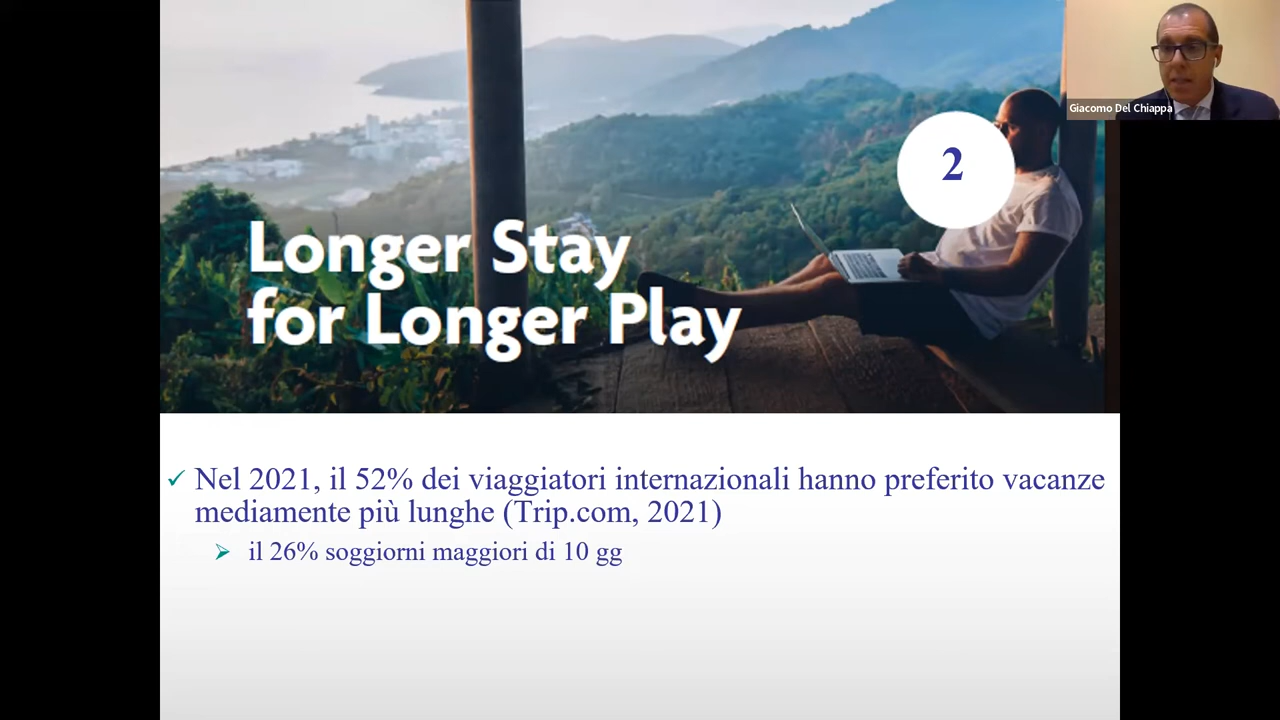 Giacomo Del Chiappa
2
Longer Stay
for Longer Play
✓ Nel 2021, il 52% dei viaggiatori internazionali hanno preferito vacanze
mediamente più lunghe (Trip.com, 2021)
➢ il 26% soggiorni maggiori di 10 gg